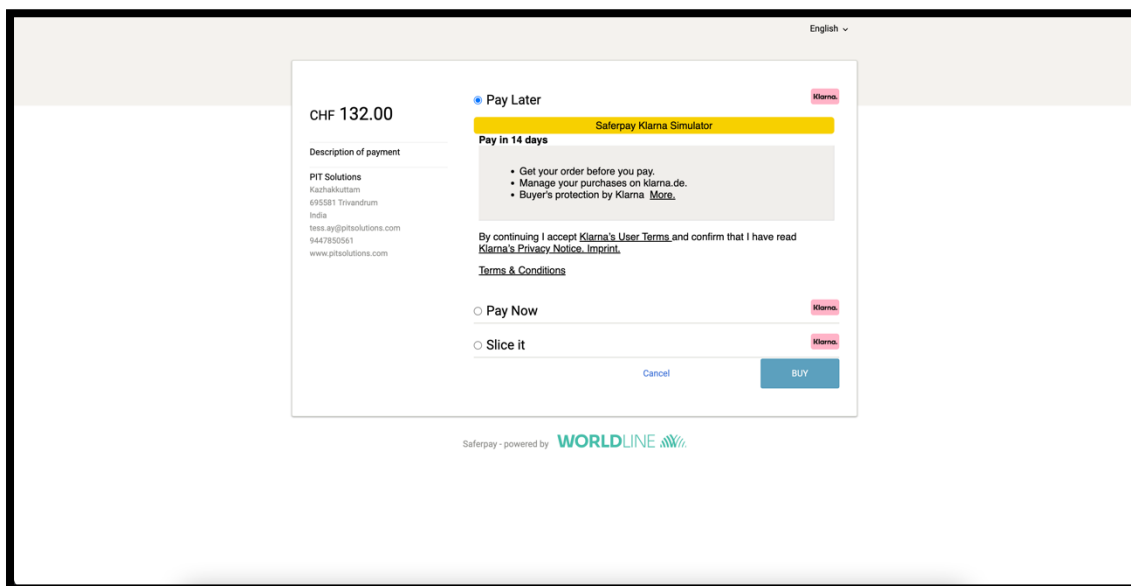 English
CHF 132.00
Description of payment
PIT Solutions
Kazhakkuttam
695581 Trivandrum
India
tess.ay@pitsolutions.com
9447850561
www.pitsolutions.com
Pay Later
Klarna.
Saferpay Klarna Simulator
Pay in 14 days
• Get your order before you pay.
• Manage your purchases on klarna.de.
• Buyer's protection by Klarna More.
By continuing I accept Klarna's User Terms and confirm that I have read
Klarna's Privacy Notice. Imprint.
Terms & Conditions
Pay Now
Klarna.
Slice it
Klarna.
Cancel
BUY
Saferpay - powered by WORLDLINE